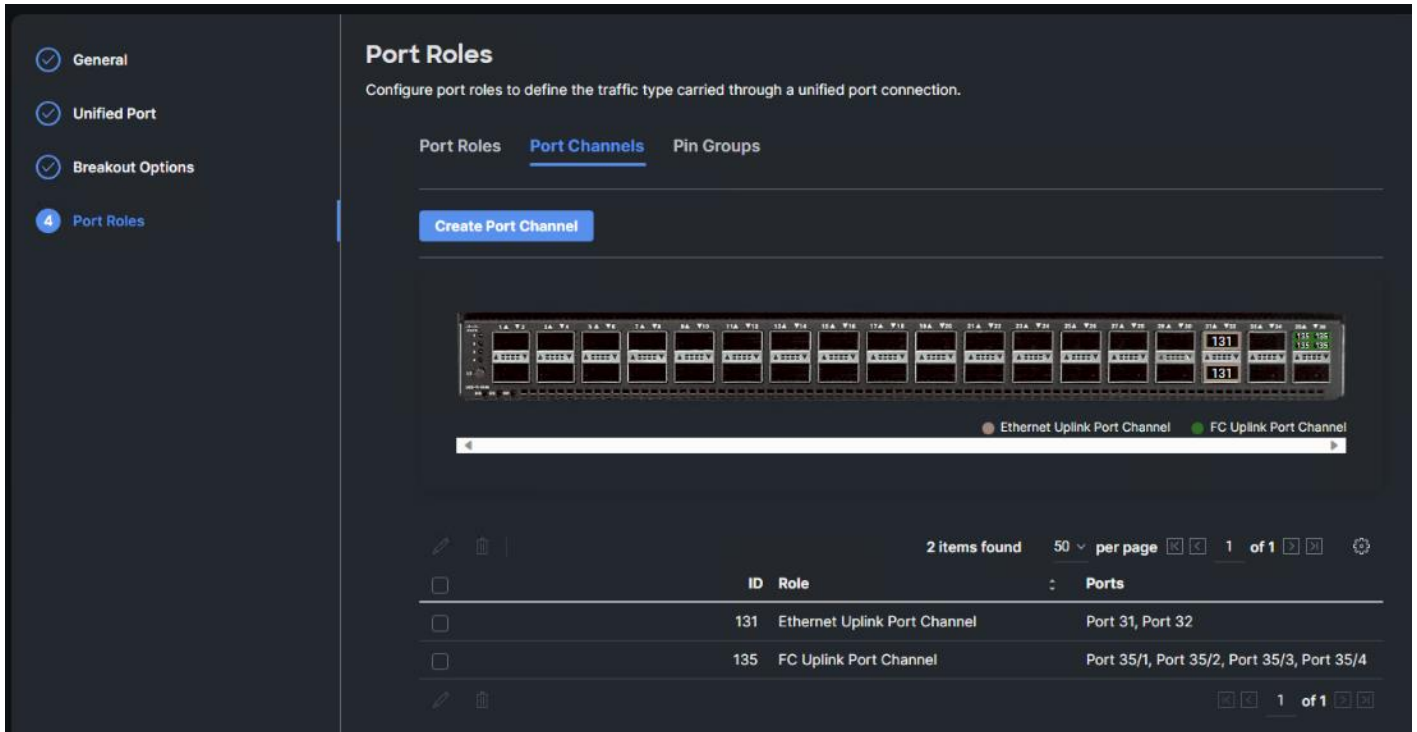 General
Unified Port
Breakout Options
4 Port Roles
Port Roles
Configure port roles to define the traffic type carried through a unified port connection.
Port Roles Port Channels Pin Groups
Create Port Channel
131
135 135
135 135
131
Ethernet Uplink Port Channel FC Uplink Port Channel
2 items found 50 per page 1 of 1
ID Role Ports
131 Ethernet Uplink Port Channel Port 31, Port 32
135 FC Uplink Port Channel Port 35/1, Port 35/2, Port 35/3, Port 35/4
1 of 1